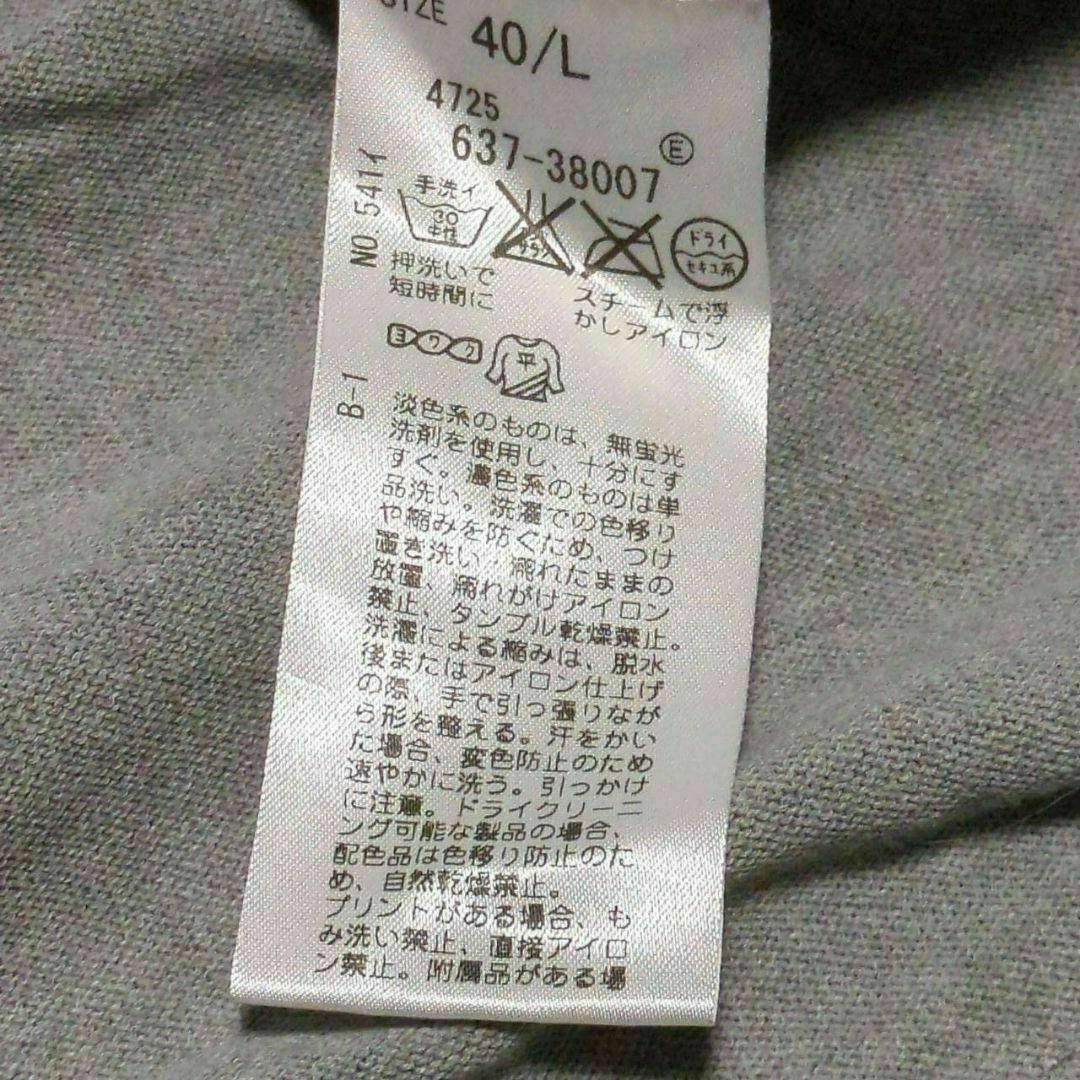 SIZE
40/L
4725
637-38007
E
NO 541イ
手洗イ
30
中性
エンソ
サラシ
ドライ
セキユ系
押洗いで
短時間に
スチームで浮
かしアイロン
ヨワク
平
B-1
淡色系のものは、無蛍光
洗剤を使用し、十分にす
すぐ。濃色系のものは単
品洗い。洗濯での色移り
や縮みを防ぐため、つけ
置き洗い、濡れたままの
放置、濡れがけアイロン
禁止、タンブル乾燥禁止。
洗濯による縮みは、脱水
後またはアイロン仕上げ
の際、手で引っ張りなが
ら形を整える。汗をかい
た場合、変色防止のため
速やかに洗う。引っかけ
に注意。ドライクリーニ
ング可能な製品の場合、
配色品は色移り防止のた
め、自然乾燥禁止。
プリントがある場合、も
み洗い禁止、直接アイロ
ン禁止。附属品がある場